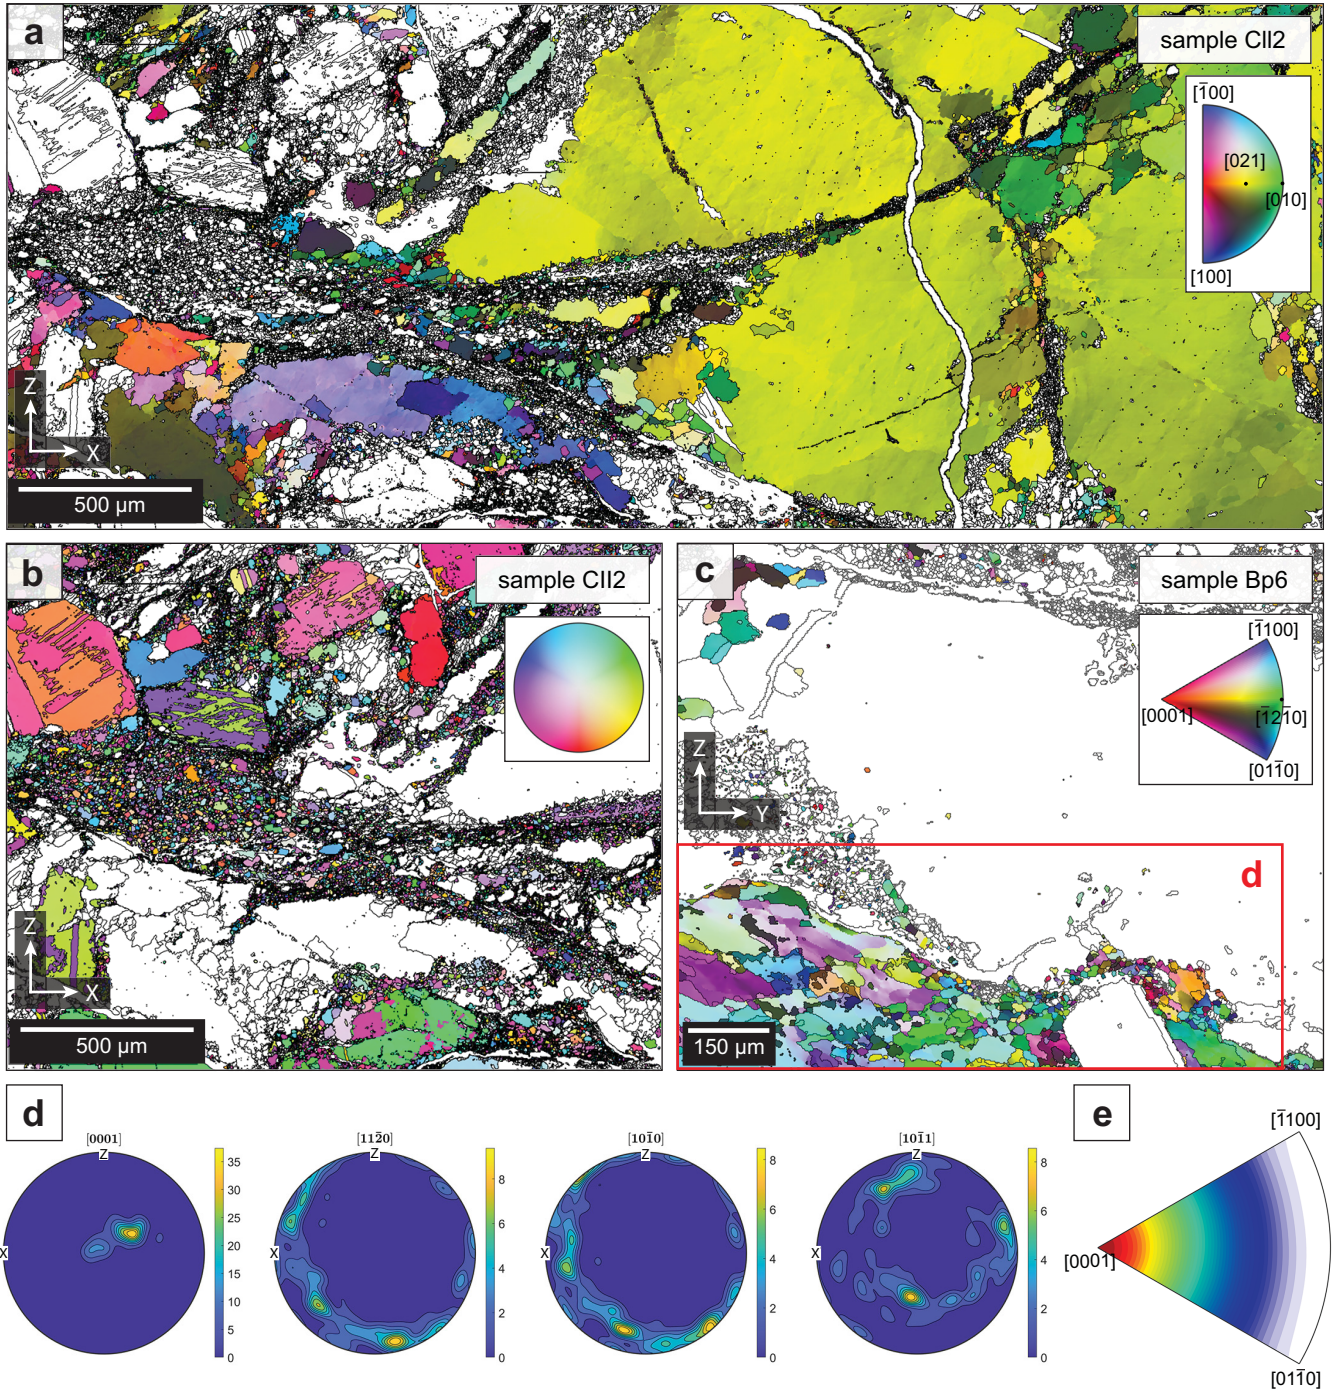 a
sample CII2
[1̅00]
[021]
[010]
[100]
Z
X
500 µm
b
sample CII2
Z
X
500 µm
c
sample Bp6
[1̅100]
[0001]
[1̅21̅0]
[011̅0]
Z
Y
d
150 µm
d
[0001]
Z
X
35
30
25
20
15
10
5
0
[112̅0]
Z
X
8
6
4
2
0
[101̅0]
Z
X
8
6
4
2
0
[101̅1]
Z
X
8
6
4
2
0
e
[1̅100]
[0001]
[011̅0]